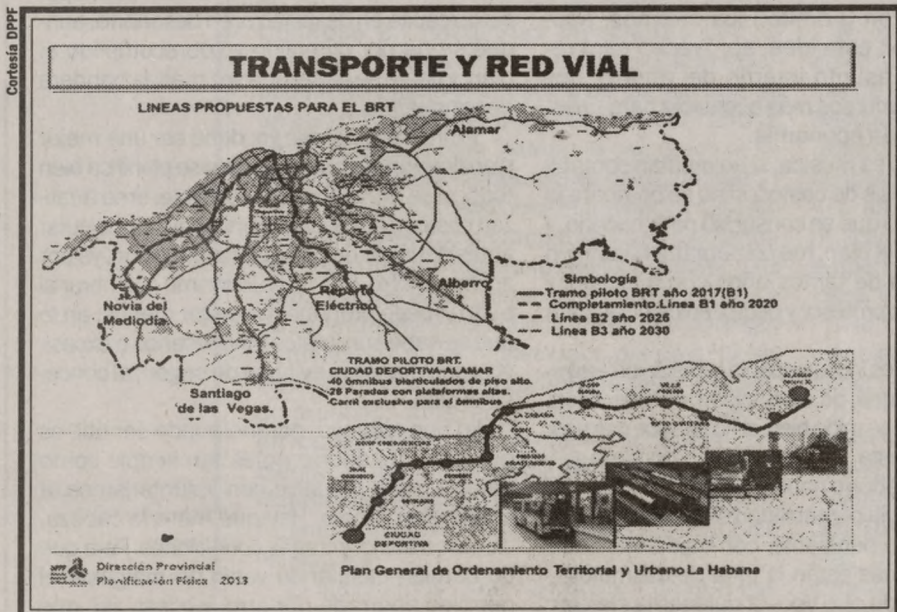 Cortesía DPPF
TRANSPORTE Y RED VIAL
LINEAS PROPUESTAS PARA EL BRT
Alamar
Alberro
Reparto
Eléctrico
Novia del
Mediodía.
Santiago
de las Vegas.
Simbología
Tramo piloto BRT año 2017(B1)
Completamiento.Línea B1 año 2020
Línea B2 año 2026
Línea B3 año 2030
TRAMO PILOTO BRT.
CIUDAD DEPORTIVA-ALAMAR
-40 ómnibus biarticulados de piso alto.
Paradas con plataformas altas.
Carril exclusivo para el ómnibus
LA CABAÑA
CIUDAD
DEPORTIVA
DPPF
Dirección Provincial
Planificación Física 2013
Plan General de Ordenamiento Territorial y Urbano La Habana